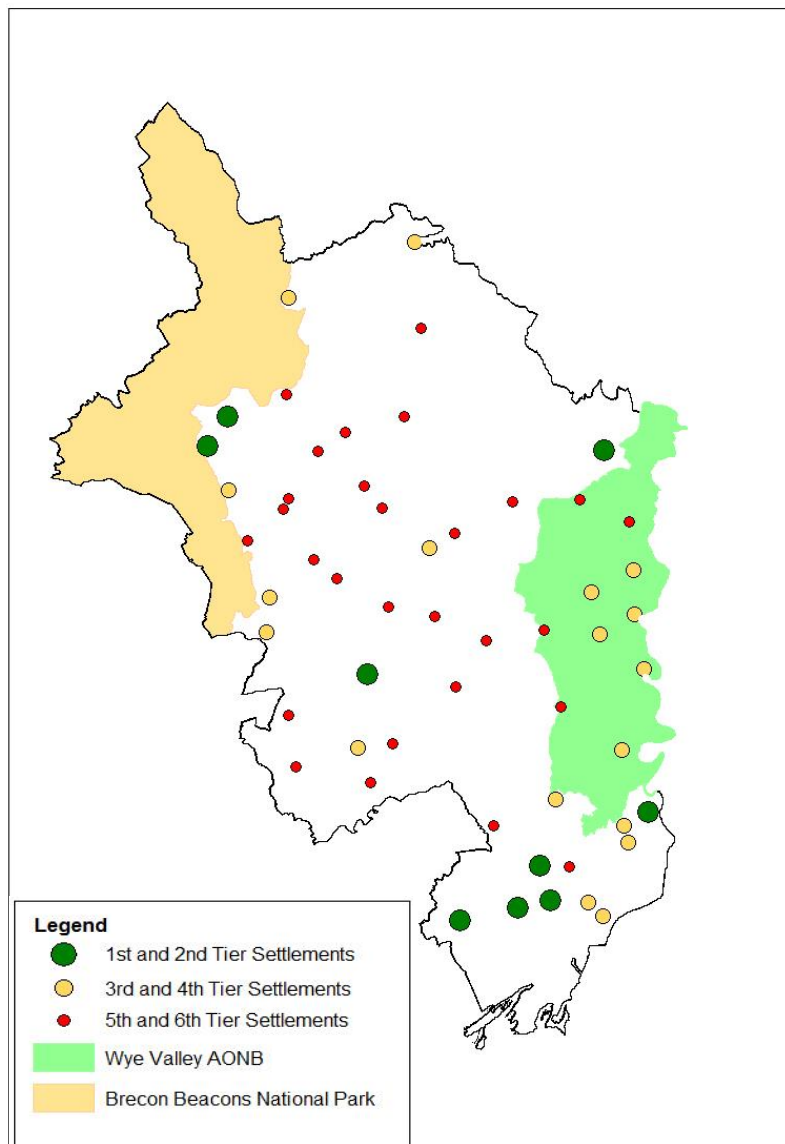 Legend
1st and 2nd Tier Settlements
3rd and 4th Tier Settlements
5th and 6th Tier Settlements
Wye Valley AONB
Brecon Beacons National Park